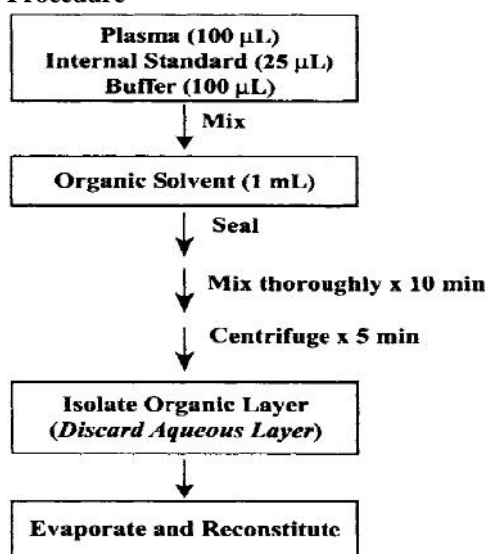 Plasma (100 µL)
Internal Standard (25 µL)
Buffer (100 µL)
Mix
Organic Solvent (1 mL)
Seal
Mix thoroughly x 10 min
Centrifuge x 5 min
Isolate Organic Layer
(Discard Aqueous Layer)
Evaporate and Reconstitute